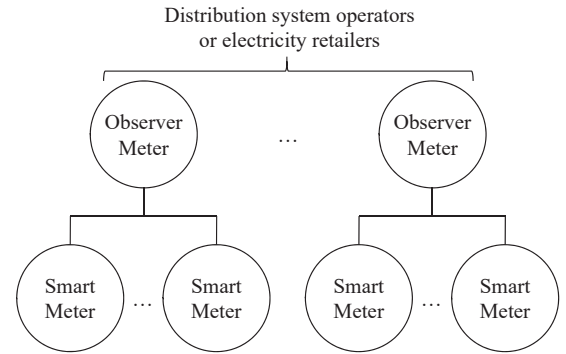 Distribution system operators
or electricity retailers
Observer
Meter
...
Observer
Meter
Smart
Meter
...
Smart
Meter
Smart
Meter
...
Smart
Meter